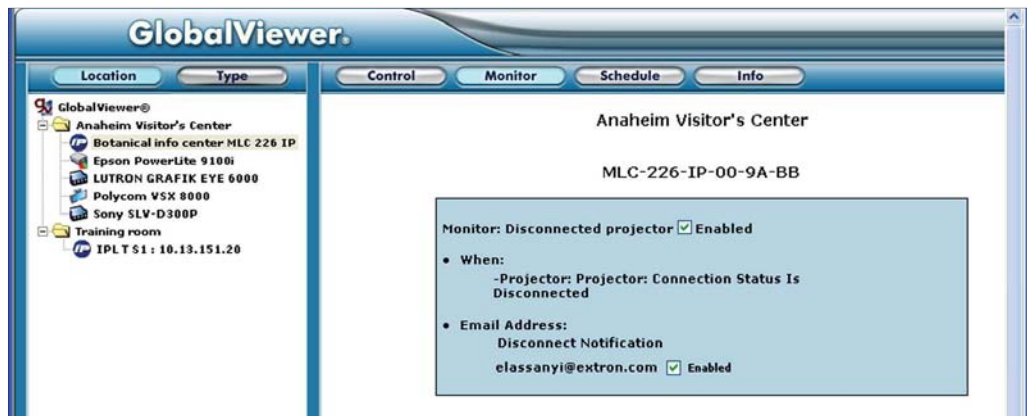 GlobalViewer®
Location Type
Control Monitor Schedule Info
GlobalViewer®
Anaheim Visitor's Center
Botanical info center MLC 226 IP
Epson PowerLite 9100i
LUTRON GRAFIK EYE 6000
Polycom VSX 8000
Sony SLV-D300P
Training room
IPL T S1 : 10.13.151.20
Anaheim Visitor's Center
MLC-226-IP-00-9A-BB
Monitor: Disconnected projector Enabled
• When:
-Projector: Projector: Connection Status Is
Disconnected
• Email Address:
Disconnect Notification
elassanyi@extron.com Enabled